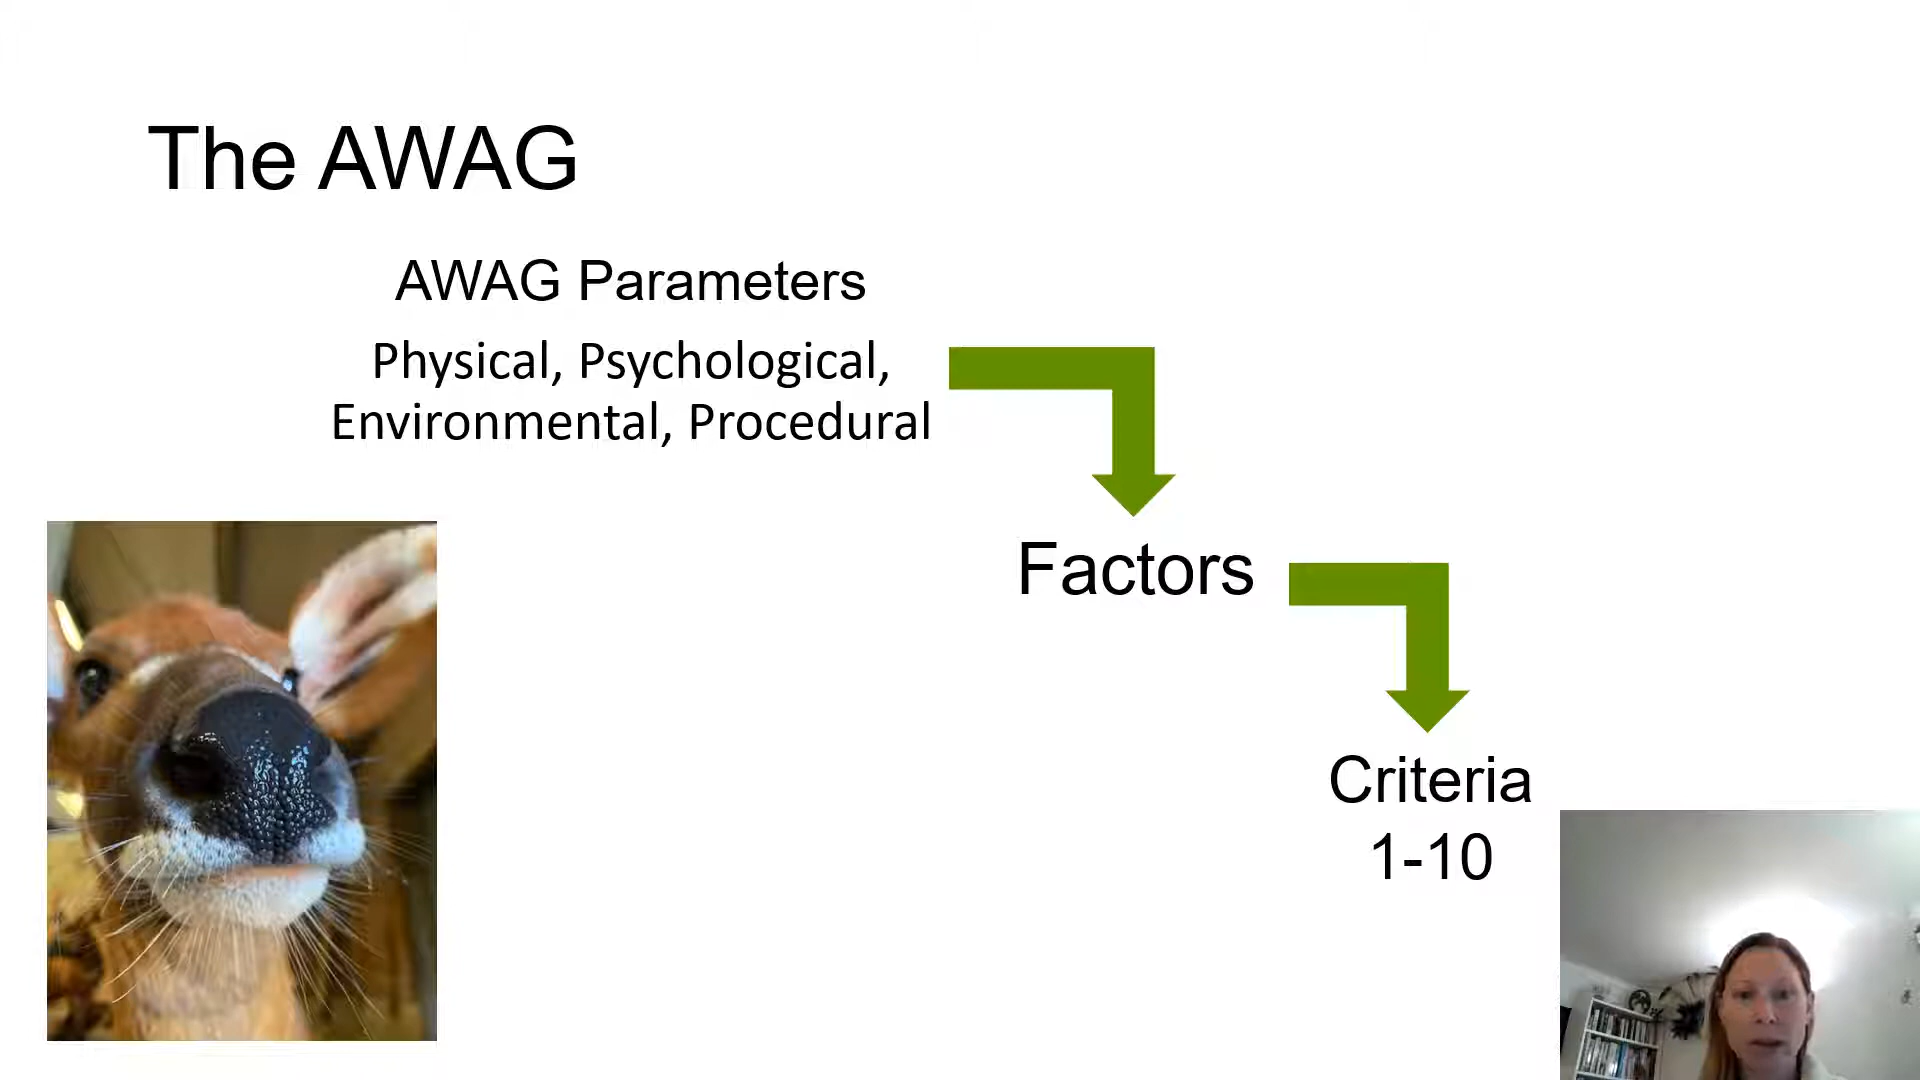 The AWAG
AWAG Parameters
Physical, Psychological,
Environmental, Procedural
Factors
Criteria
1-10